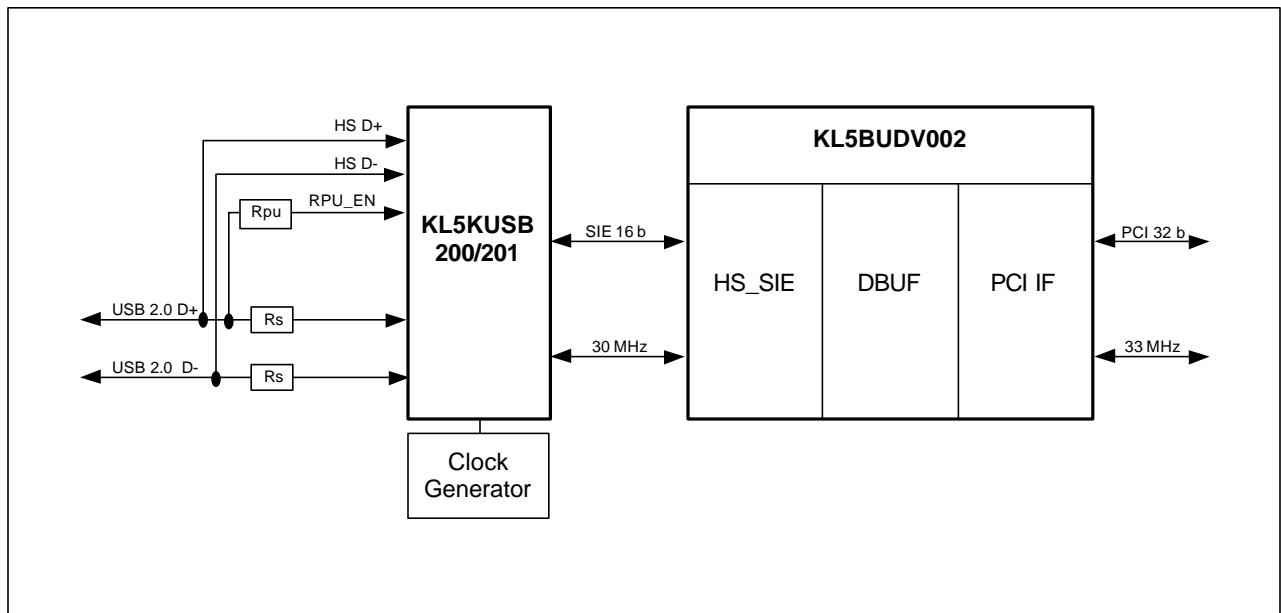 HS D+
HS D-
RPU_EN
Rpu
USB 2.0 D+
Rs
USB 2.0 D-
Rs
KL5KUSB
200/201
Clock
Generator
SIE 16 b
30 MHz
KL5BUDV002
HS_SIE
DBUF
PCI IF
PCI 32 b
33 MHz